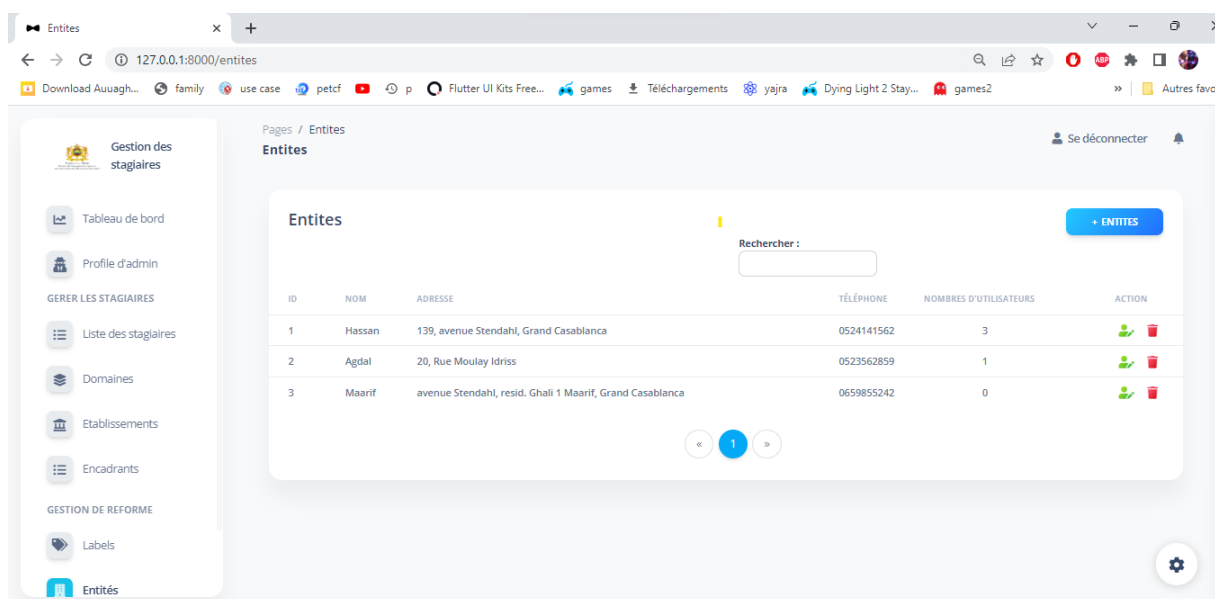 Entites
127.0.0.1:8000/entites
Download Auuagh... family use case petcf p Flutter UI Kits Free... games Téléchargements yajra Dying Light 2 Stay... games2 » Autres favo
Gestion des
stagiaires
Pages / Entites
Entites
Se déconnecter
Tableau de bord
Profile d'admin
GERER LES STAGIAIRES
Liste des stagiaires
Domaines
Etablissements
Encadrants
GESTION DE REFORME
Labels
Entités
Entites
+ ENTITES
Rechercher :
ID NOM ADRESSE TÉLÉPHONE NOMBRES D'UTILISATEURS ACTION
1 Hassan 139, avenue Stendahl, Grand Casablanca 0524141562 3
2 Agdal 20, Rue Moulay Idriss 0523562859 1
3 Maarif avenue Stendahl, resid. Ghali 1 Maarif, Grand Casablanca 0659855242 0
« 1 »